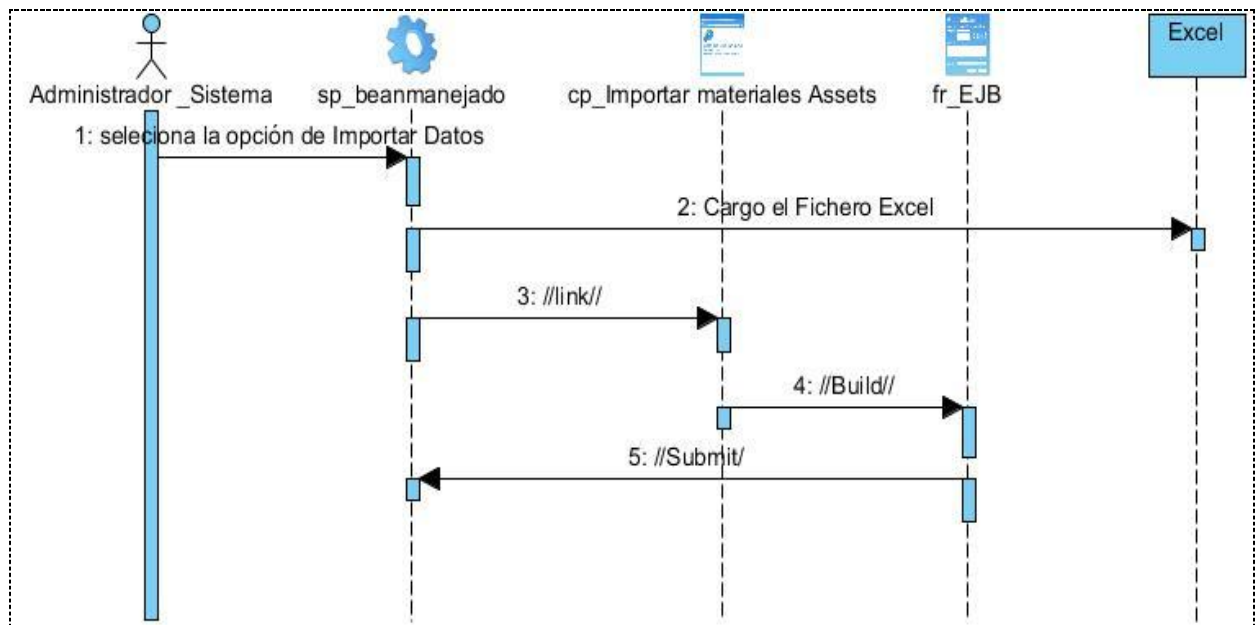 Excel
Administrador _Sistema
sp_beanmanejado
cp_Importar materiales Assets
fr_EJB
1: seleciona la opción de Importar Datos
2: Cargo el Fichero Excel
3: //link//
4: //Build//
5: //Submit/